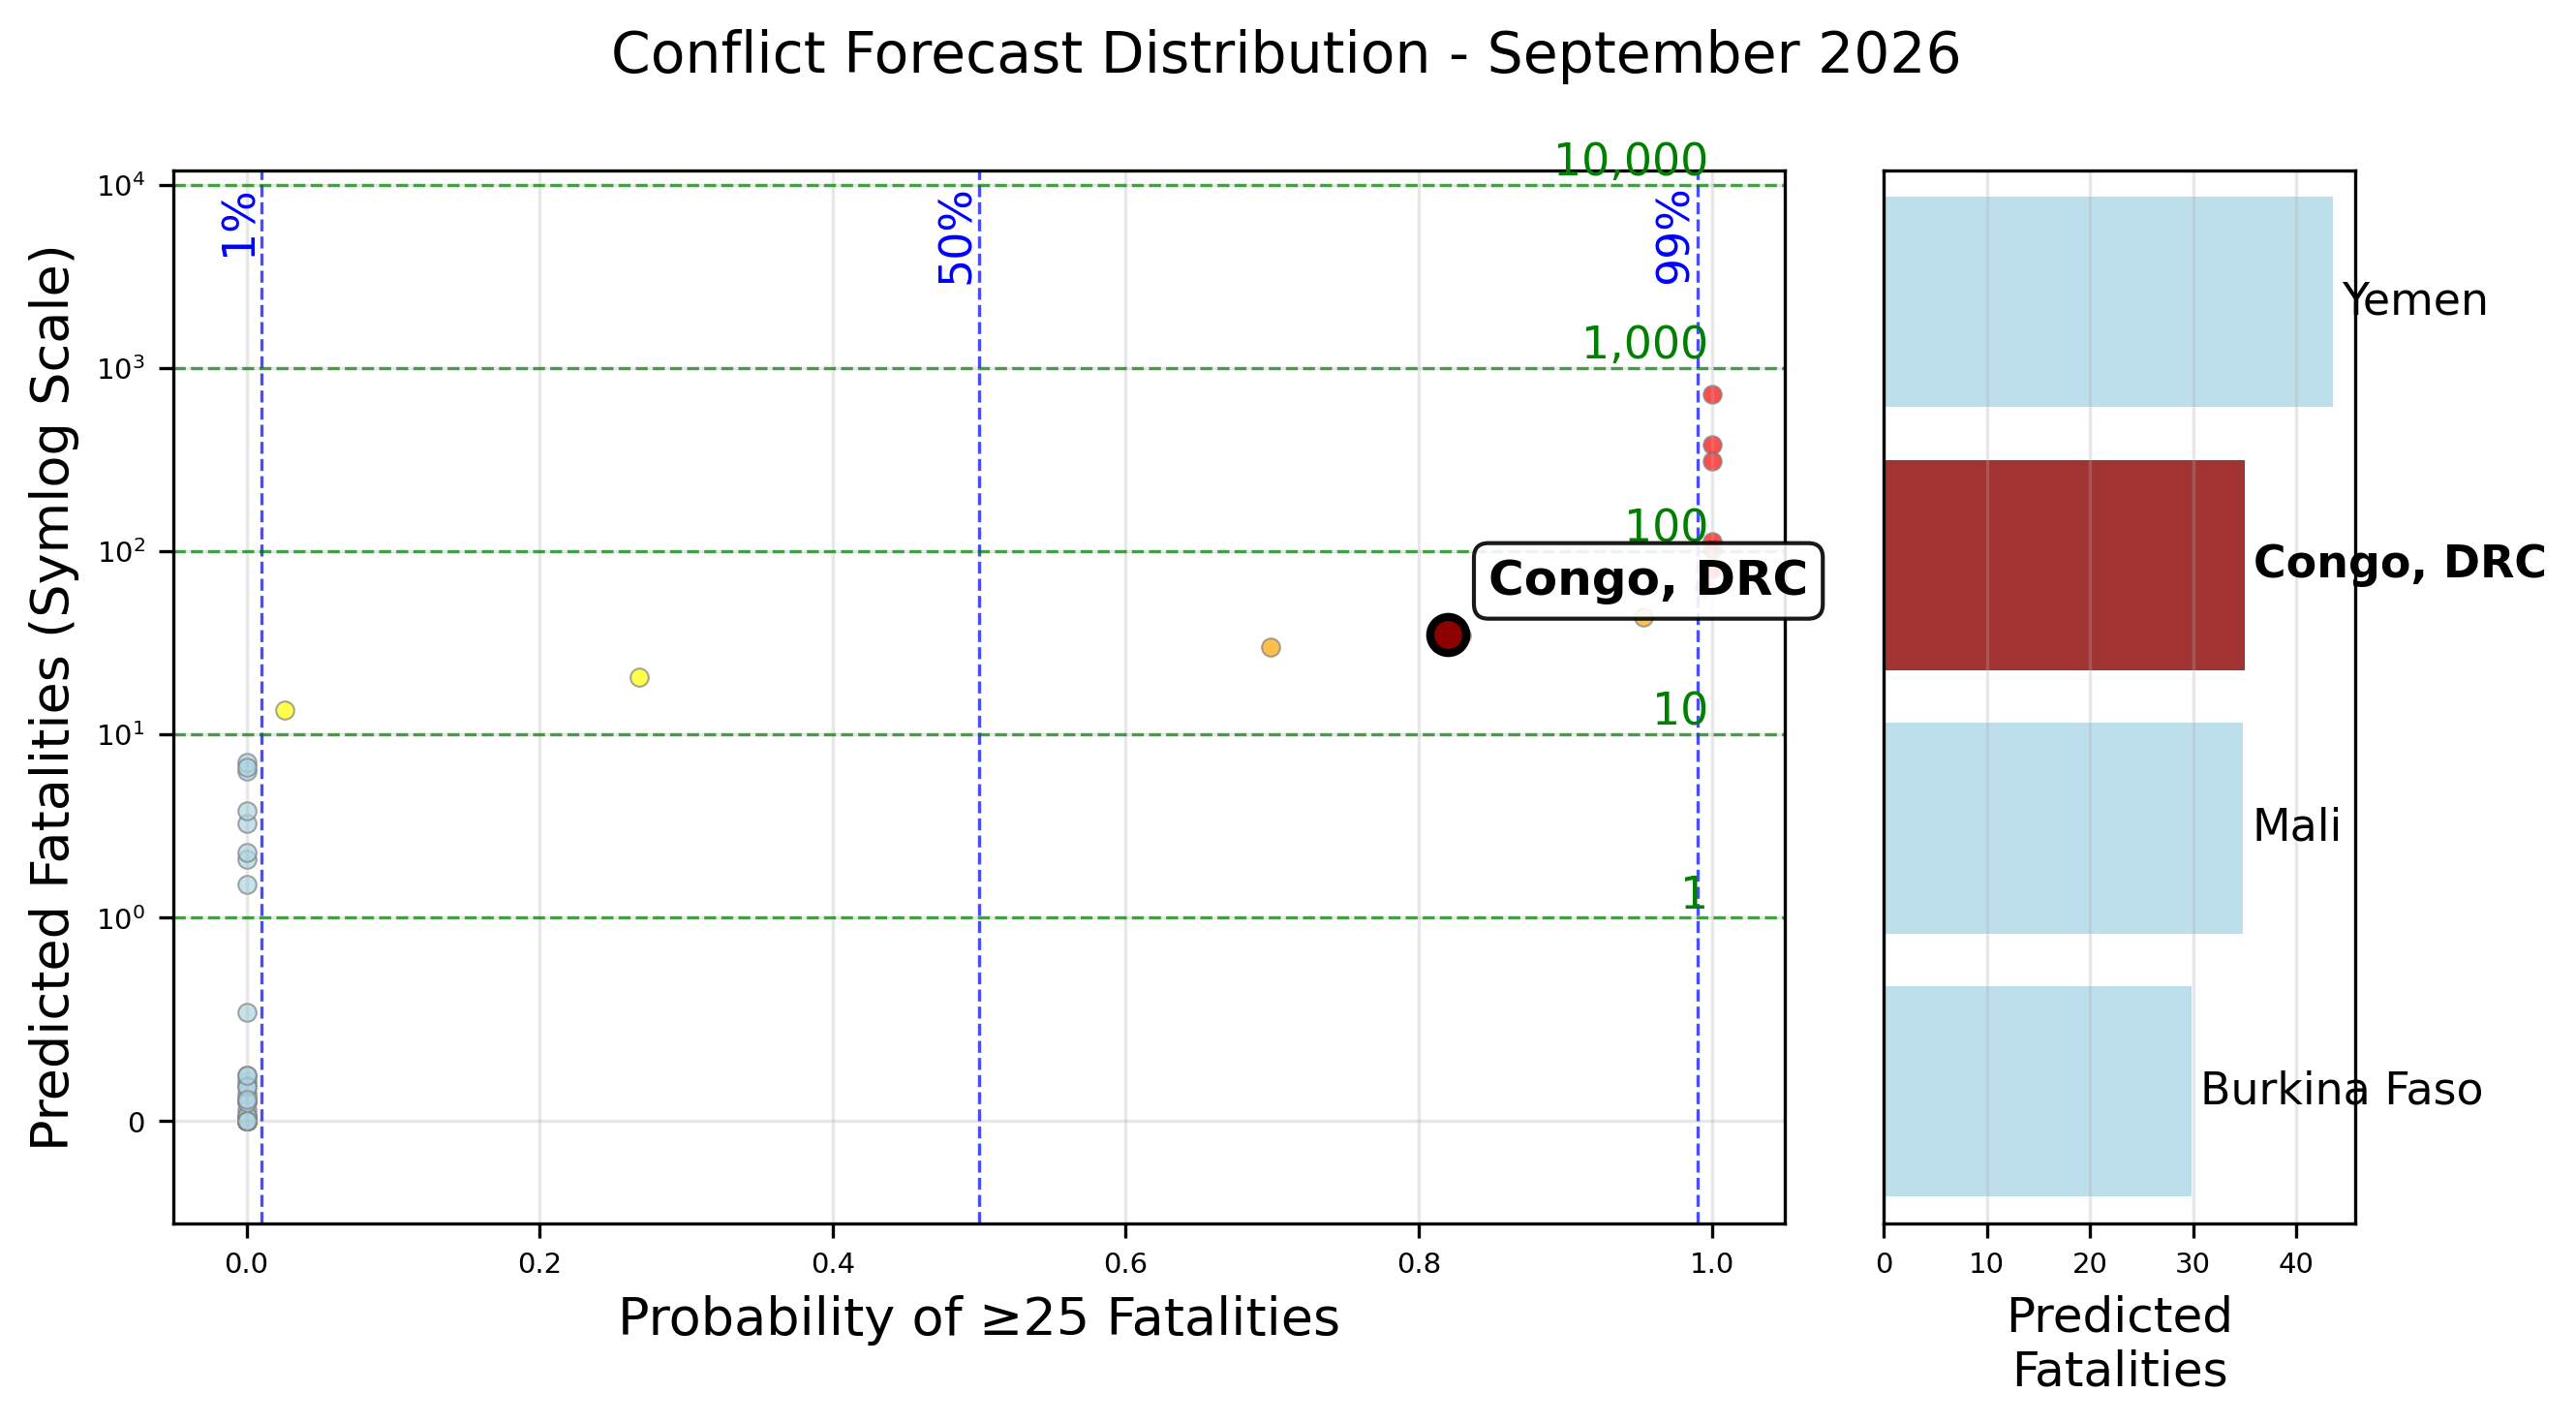 Conflict Forecast Distribution - September 2026
Predicted Fatalities (Symlog Scale)
10⁴
10³
10²
10¹
10⁰
0
1%
50%
99%
10,000
1,000
100
Congo, DRC
10
1
0.0 0.2 0.4 0.6 0.8 1.0
Probability of ≥25 Fatalities
Yemen
Congo, DRC
Mali
Burkina Faso
0 10 20 30 40
Predicted
Fatalities